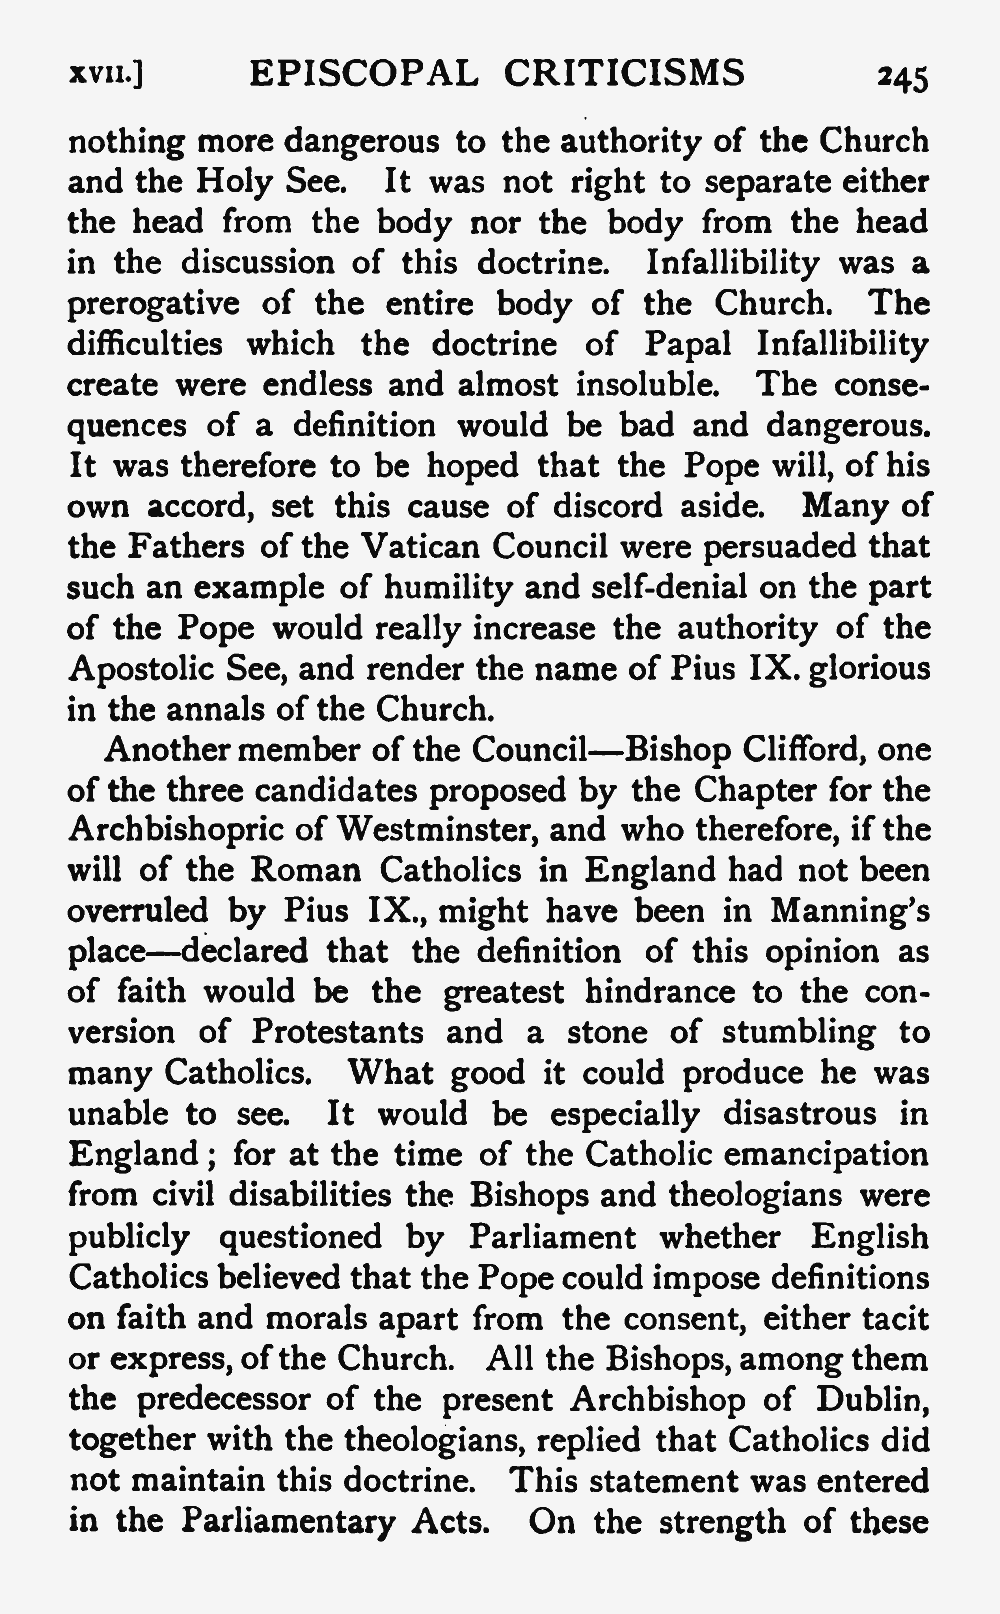 xvii.] EPISCOPAL CRITICISMS 245
nothing more dangerous to the authority of the Church
and the Holy See. It was not right to separate either
the head from the body nor the body from the head
in the discussion of this doctrine. Infallibility was a
prerogative of the entire body of the Church. The
difficulties which the doctrine of Papal Infallibility
create were endless and almost insoluble. The conse-
quences of a definition would be bad and dangerous.
It was therefore to be hoped that the Pope will, of his
own accord, set this cause of discord aside. Many of
the Fathers of the Vatican Council were persuaded that
such an example of humility and self-denial on the part
of the Pope would really increase the authority of the
Apostolic See, and render the name of Pius IX. glorious
in the annals of the Church.
Another member of the Council—Bishop Clifford, one
of the three candidates proposed by the Chapter for the
Archbishopric of Westminster, and who therefore, if the
will of the Roman Catholics in England had not been
overruled by Pius IX., might have been in Manning's
place—declared that the definition of this opinion as
of faith would be the greatest hindrance to the con-
version of Protestants and a stone of stumbling to
many Catholics. What good it could produce he was
unable to see. It would be especially disastrous in
England; for at the time of the Catholic emancipation
from civil disabilities the Bishops and theologians were
publicly questioned by Parliament whether English
Catholics believed that the Pope could impose definitions
on faith and morals apart from the consent, either tacit
or express, of the Church. All the Bishops, among them
the predecessor of the present Archbishop of Dublin,
together with the theologians, replied that Catholics did
not maintain this doctrine. This statement was entered
in the Parliamentary Acts. On the strength of these